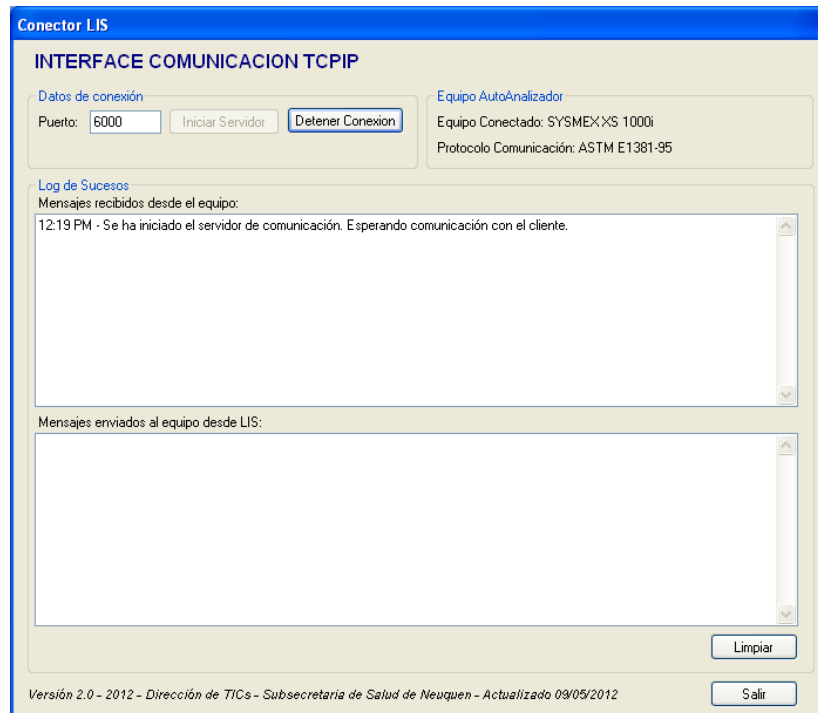 Conector LIS
INTERFACE COMUNICACION TCPIP
Datos de conexión
Puerto: 6000 Iniciar Servidor Detener Conexion
Equipo AutoAnalizador
Equipo Conectado: SYSMEX XS 1000i
Protocolo Comunicación: ASTM E1381-95
Log de Sucesos
Mensajes recibidos desde el equipo:
12:19 PM - Se ha iniciado el servidor de comunicación. Esperando comunicación con el cliente.
Mensajes enviados al equipo desde LIS:
Limpiar
Versión 2.0 - 2012 - Dirección de TICs - Subsecretaria de Salud de Neuquen - Actualizado 09/05/2012
Salir